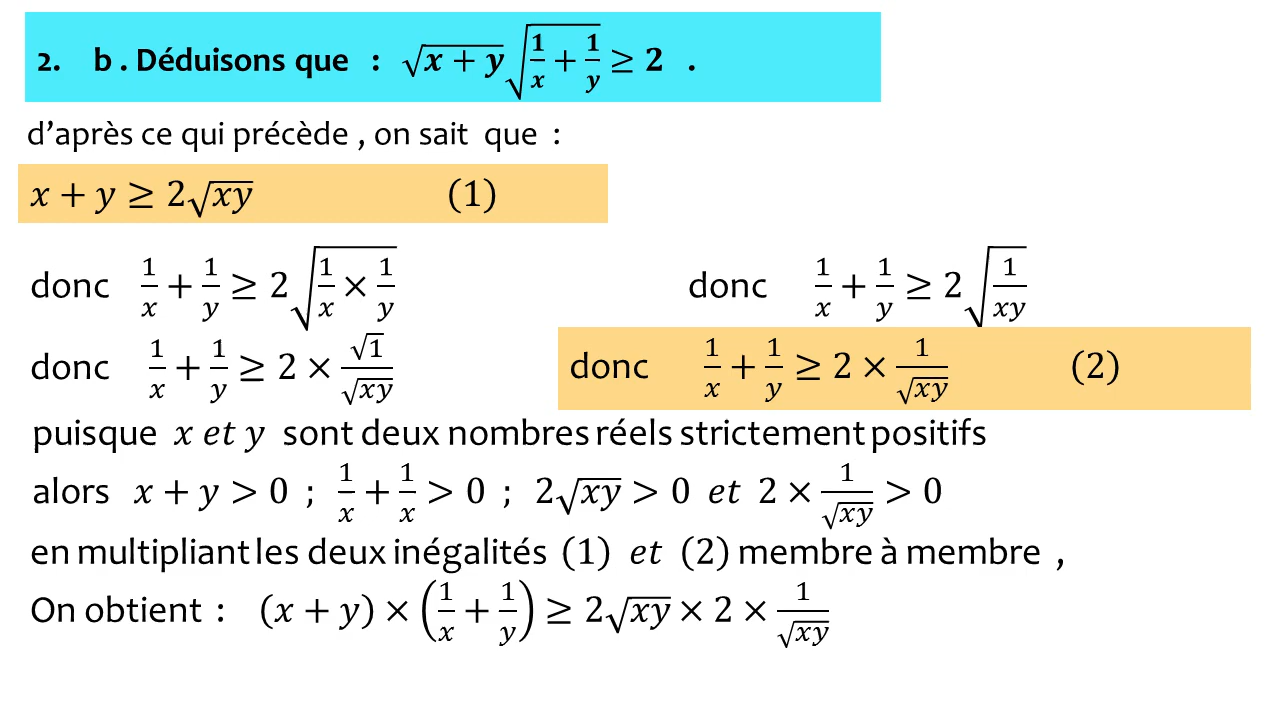 2. b . Déduisons que : √(x + y) √(1/x + 1/y) ≥ 2 .
d’après ce qui précède , on sait que :
x + y ≥ 2√(xy) (1)
donc 1/x + 1/y ≥ 2√(1/x × 1/y) donc 1/x + 1/y ≥ 2√(1/xy)
donc 1/x + 1/y ≥ 2 × √1/√(xy) donc 1/x + 1/y ≥ 2 × 1/√(xy) (2)
puisque x et y sont deux nombres réels strictement positifs
alors x + y > 0 ; 1/x + 1/x > 0 ; 2√(xy) > 0 et 2 × 1/√(xy) > 0
en multipliant les deux inégalités (1) et (2) membre à membre ,
On obtient : (x + y) × (1/x + 1/y) ≥ 2√(xy) × 2 × 1/√(xy)